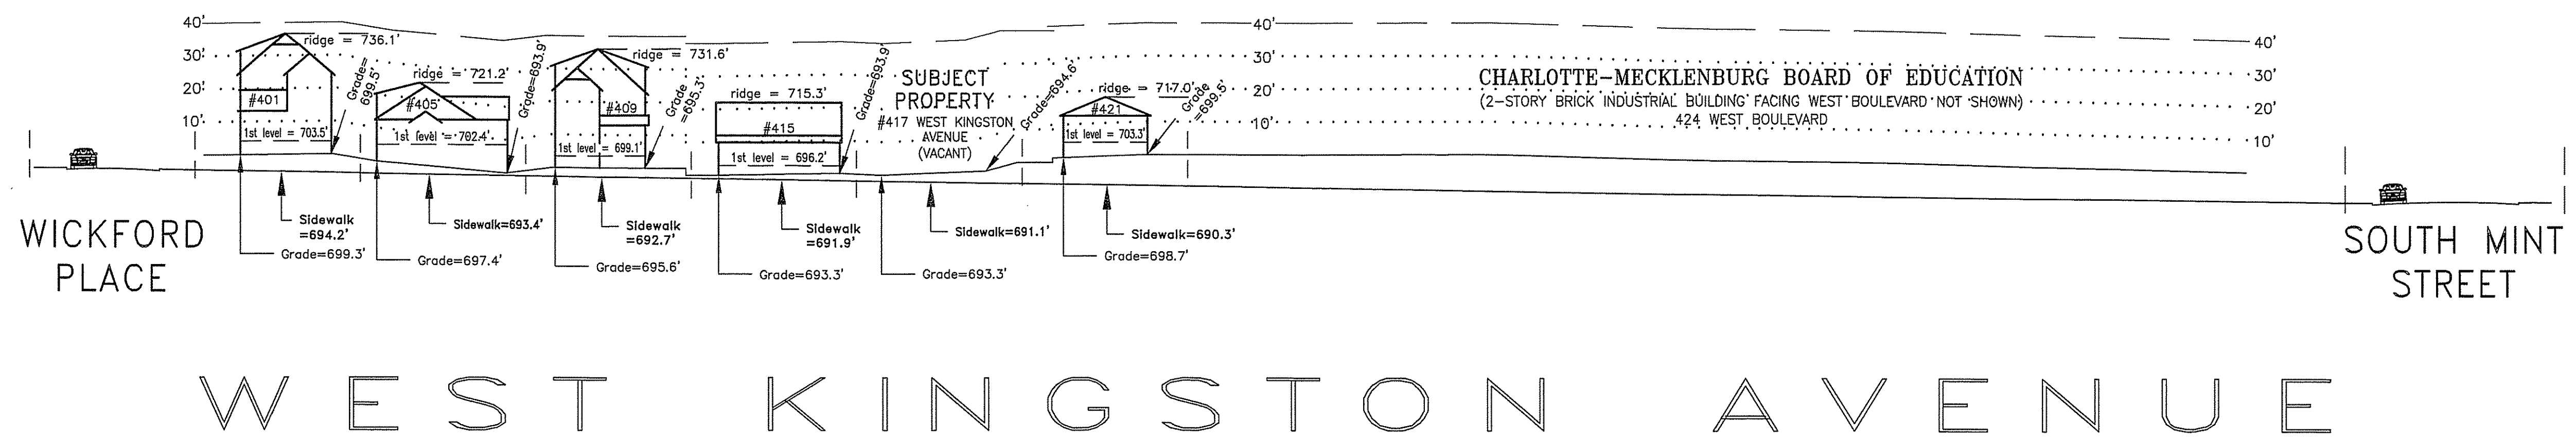 40'
30'
20'
10'
ridge = 736.1'
#401
1st level = 703.5'
Grade=
699.5'
ridge = 721.2'
#405
1st level = 702.4'
Grade=693.9'
ridge = 731.6'
#409
1st level = 699.1'
Grade
=695.3'
ridge = 715.3'
#415
1st level = 696.2'
Grade=693.9'
SUBJECT
PROPERTY
#417 WEST KINGSTON
AVENUE
(VACANT)
Grade=694.6'
ridge = 717.0'
#421
1st level = 703.3'
Grade
=699.5'
40'
30'
20'
10'
CHARLOTTE-MECKLENBURG BOARD OF EDUCATION
(2-STORY BRICK INDUSTRIAL BUILDING FACING WEST BOULEVARD NOT SHOWN)
424 WEST BOULEVARD
40'
30'
20'
10'
WICKFORD
PLACE
Sidewalk
=694.2'
Grade=699.3'
Sidewalk=693.4'
Grade=697.4'
Sidewalk
=692.7'
Grade=695.6'
Sidewalk
=691.9'
Grade=693.3'
Sidewalk=691.1'
Grade=693.3'
Sidewalk=690.3'
Grade=698.7'
SOUTH MINT
STREET
WEST KINGSTON AVENUE